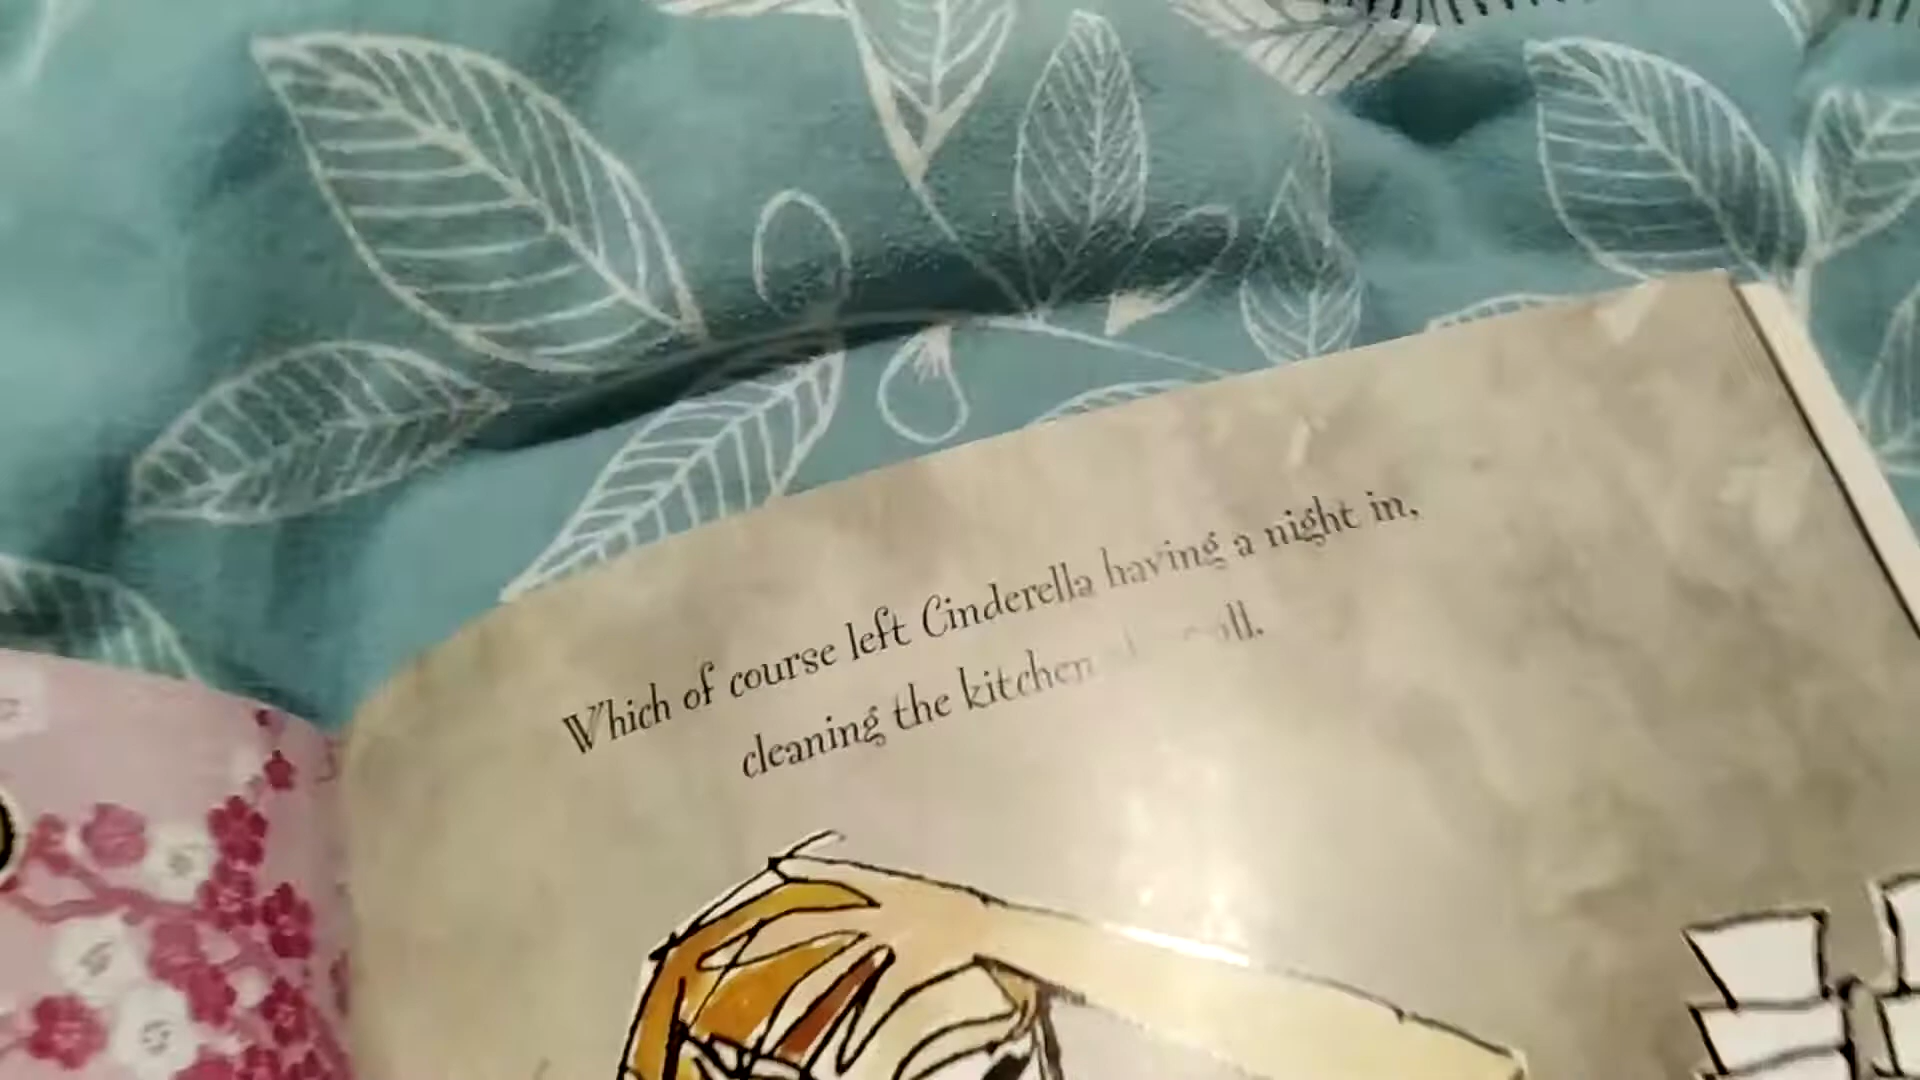 Which of course left Cinderella having a night in,
cleaning the kitchen